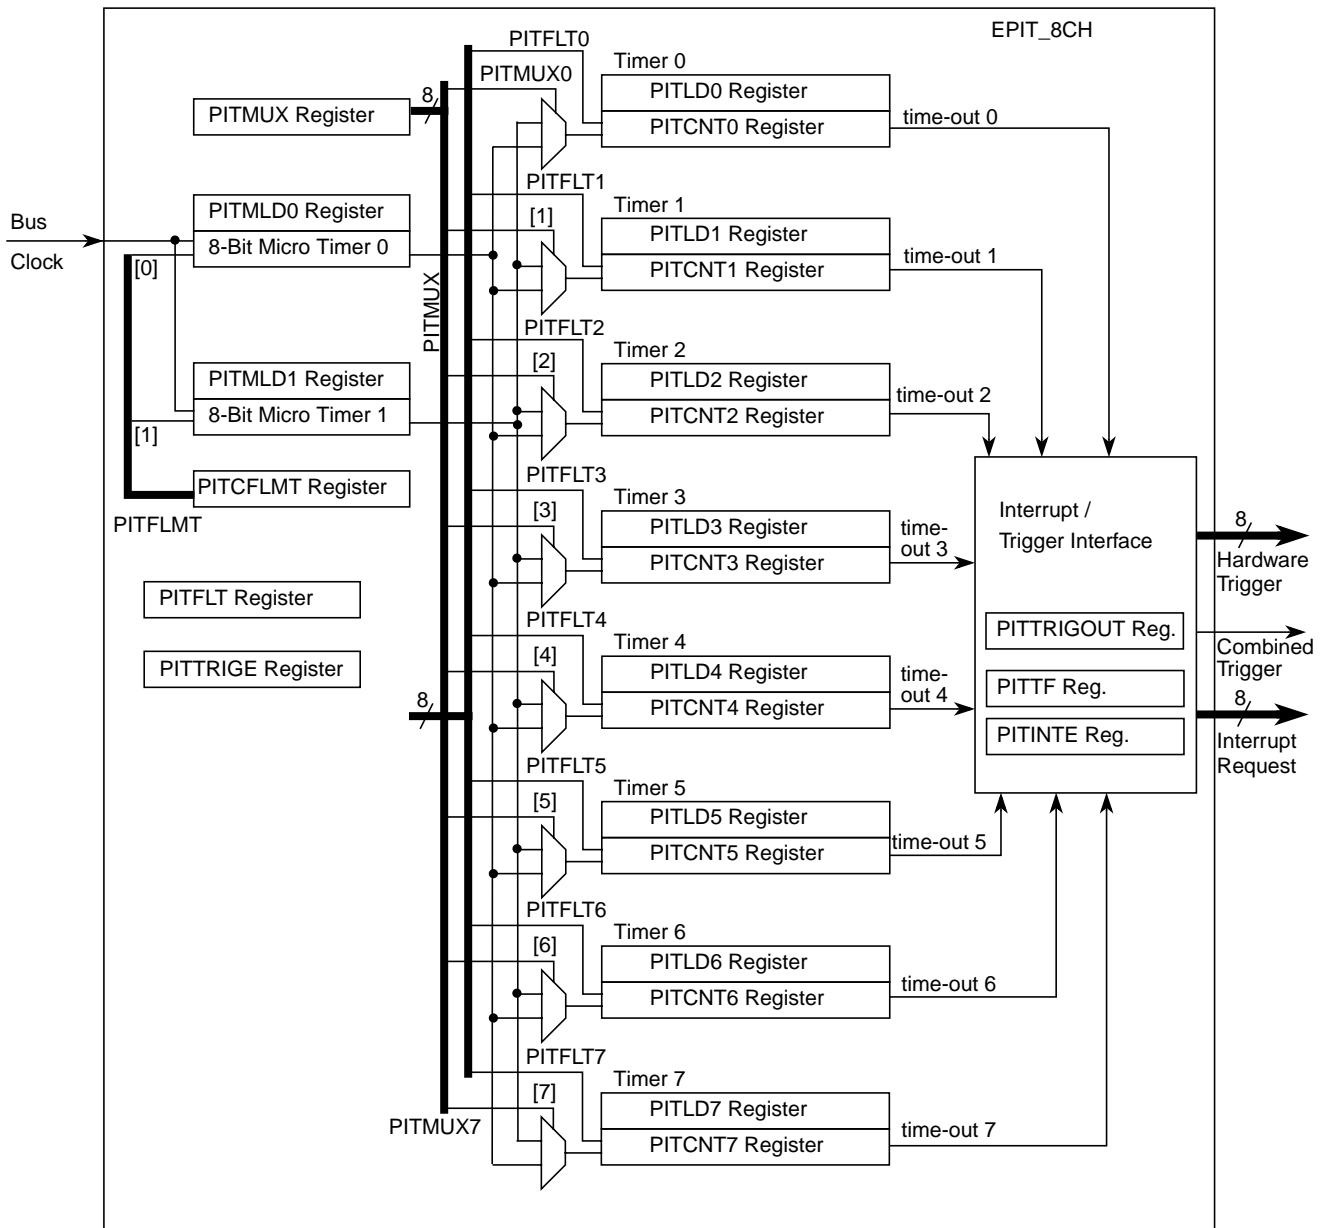 EPIT_8CH
PITFLT0
PITMUX0
8
PITMUX Register
Timer 0
PITLD0 Register
PITCNT0 Register
time-out 0
PITFLT1
[1]
Timer 1
PITLD1 Register
PITCNT1 Register
time-out 1
Bus
Clock
PITMLD0 Register
8-Bit Micro Timer 0
[0]
PITMUX
PITFLT2
[2]
Timer 2
PITLD2 Register
PITCNT2 Register
time-out 2
PITMLD1 Register
8-Bit Micro Timer 1
[1]
PITCFLMT Register
PITFLMT
PITFLT3
[3]
Timer 3
PITLD3 Register
PITCNT3 Register
time-
out 3
Interrupt /
Trigger Interface
8
Hardware
Trigger
PITFLT Register
PITTRIGE Register
PITFLT4
[4]
Timer 4
PITLD4 Register
PITCNT4 Register
time-
out 4
PITTRIGOUT Reg.
Combined
Trigger
PITTF Reg.
PITINTE Reg.
8
Interrupt
Request
8
PITFLT5
[5]
Timer 5
PITLD5 Register
PITCNT5 Register
time-out 5
PITFLT6
[6]
Timer 6
PITLD6 Register
PITCNT6 Register
time-out 6
PITFLT7
[7]
PITMUX7
Timer 7
PITLD7 Register
PITCNT7 Register
time-out 7